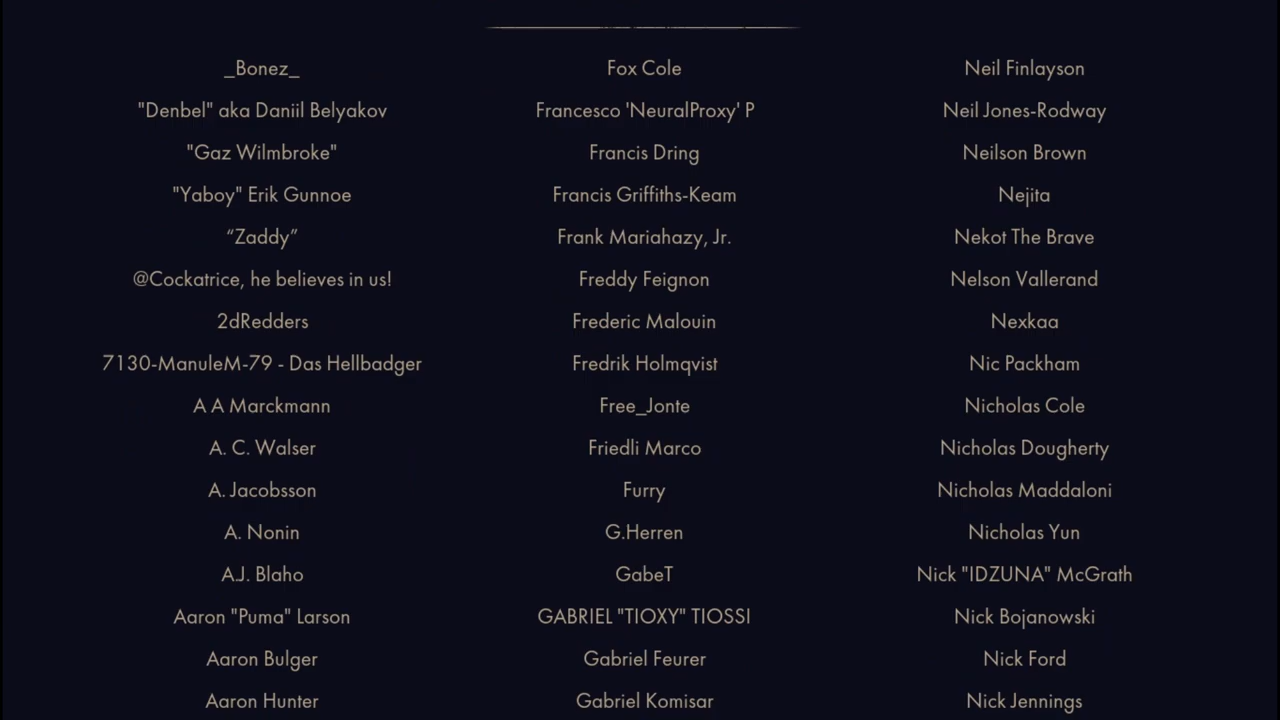 _Bonez_
"Denbel" aka Daniil Belyakov
"Gaz Wilmbroke"
"Yaboy" Erik Gunnoe
“Zaddy”
@Cockatrice, he believes in us!
2dRedders
7130-ManuleM-79 - Das Hellbadger
A A Marckmann
A. C. Walser
A. Jacobsson
A. Nonin
A.J. Blaho
Aaron "Puma" Larson
Aaron Bulger
Aaron Hunter
Fox Cole
Francesco 'NeuralProxy' P
Francis Dring
Francis Griffiths-Keam
Frank Mariahazy, Jr.
Freddy Feignon
Frederic Malouin
Fredrik Holmqvist
Free_Jonte
Friedli Marco
Furry
G.Herren
GabeT
GABRIEL "TIOXY" TIOSSI
Gabriel Feurer
Gabriel Komisar
Neil Finlayson
Neil Jones-Rodway
Neilson Brown
Nejita
Nekot The Brave
Nelson Vallerand
Nexkaa
Nic Packham
Nicholas Cole
Nicholas Dougherty
Nicholas Maddaloni
Nicholas Yun
Nick "IDZUNA" McGrath
Nick Bojanowski
Nick Ford
Nick Jennings